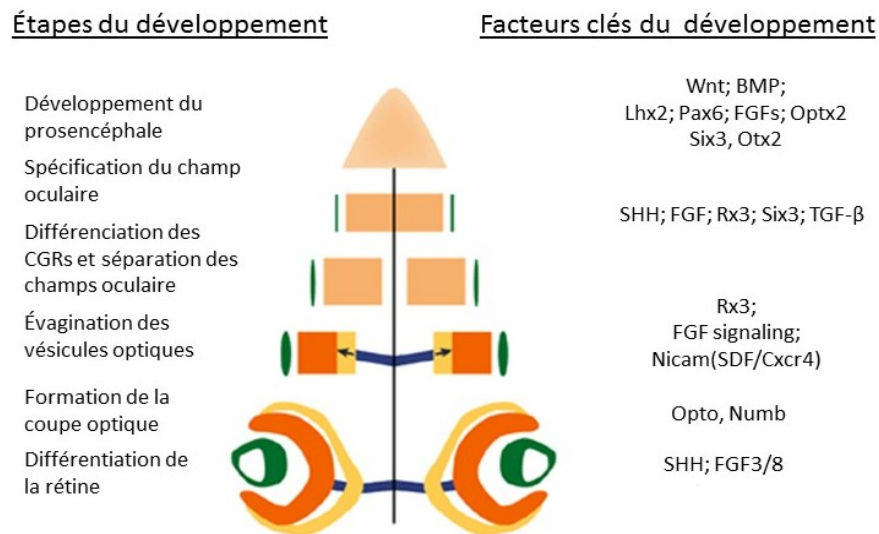 Étapes du développement
Facteurs clés du développement
Développement du
prosencéphale
Spécification du champ
oculaire
Différenciation des
CGRs et séparation des
champs oculaire
Évagination des
vésicules optiques
Formation de la
coupe optique
Différentiation de
la rétine
Wnt; BMP;
Lhx2; Pax6; FGFs; Optx2
Six3, Otx2
SHH; FGF; Rx3; Six3; TGF-β
Rx3;
FGF signaling;
Nicam(SDF/Cxcr4)
Opto, Numb
SHH; FGF3/8